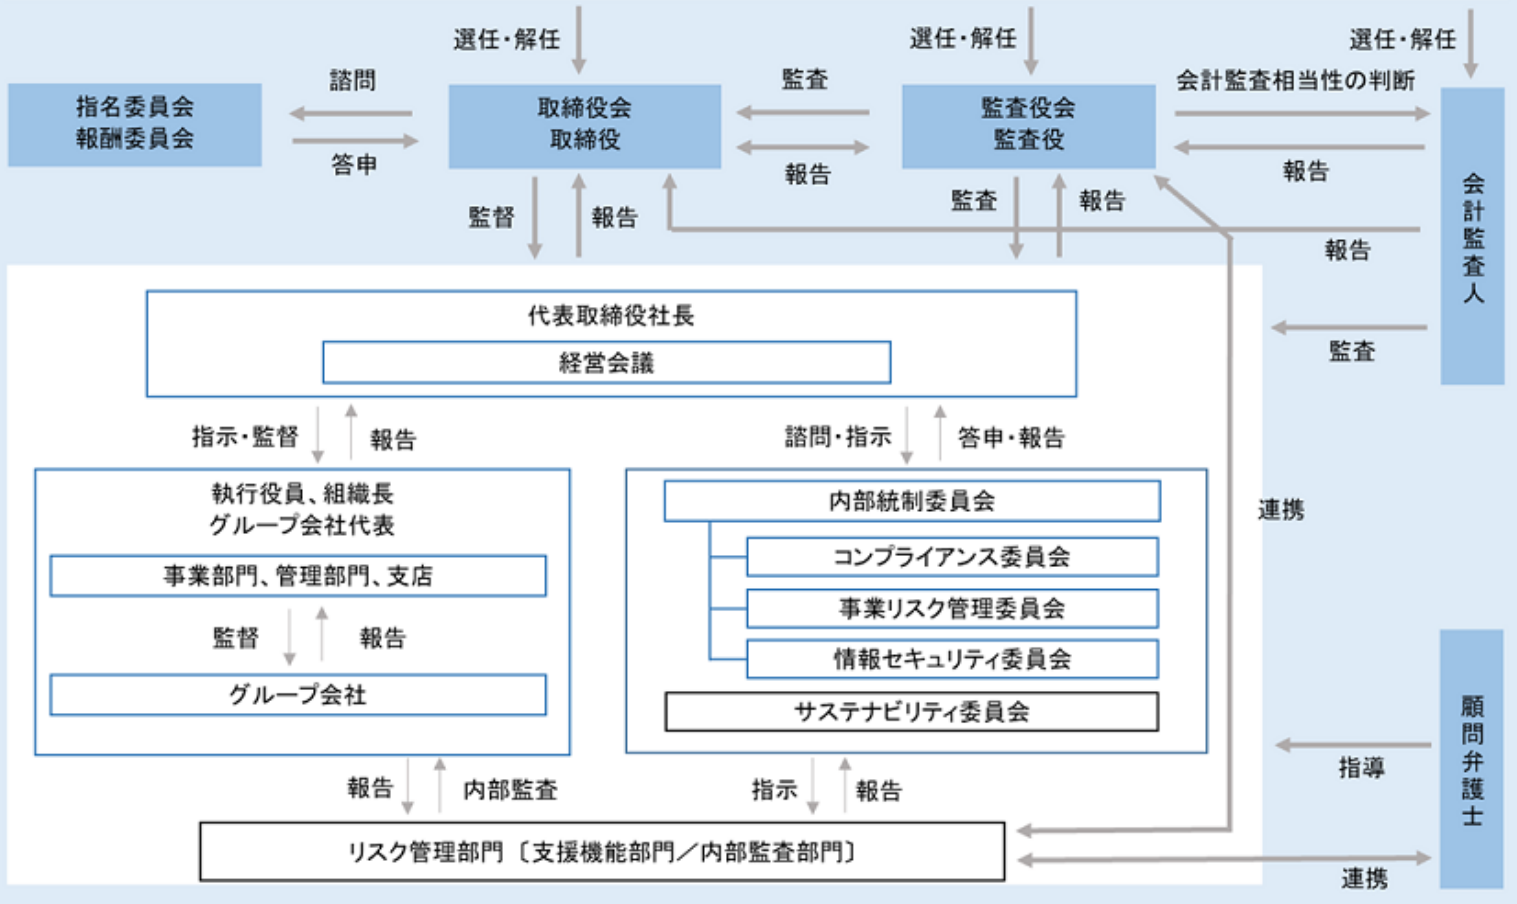 選任・解任
選任・解任
選任・解任
諮問
監査
会計監査相当性の判断
指名委員会
報酬委員会
取締役会
取締役
監査役会
監査役
答申
報告
報告
会計監査人
監督
報告
監査
報告
報告
代表取締役社長
経営会議
監査
指示・監督
報告
諮問・指示
答申・報告
執行役員、組織長
グループ会社代表
事業部門、管理部門、支店
監督
報告
グループ会社
内部統制委員会
コンプライアンス委員会
事業リスク管理委員会
情報セキュリティ委員会
サステナビリティ委員会
連携
顧問弁護士
指導
報告
内部監査
指示
報告
リスク管理部門〔支援機能部門／内部監査部門〕
連携